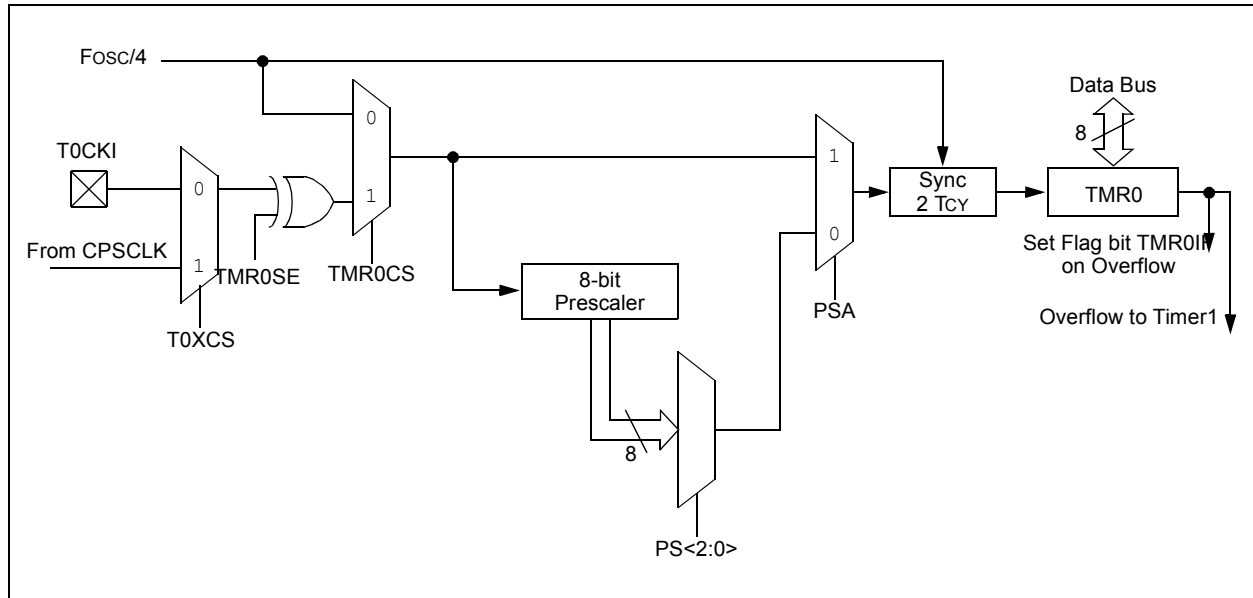 FOSC/4
T0CKI
0
1
From CPSCLK
T0XCS
TMR0SE
0
1
TMR0CS
8-bit
Prescaler
8
PS<2:0>
1
0
PSA
Sync
2 TCY
Data Bus
8
TMR0
Set Flag bit TMR0IF
on Overflow
Overflow to Timer1